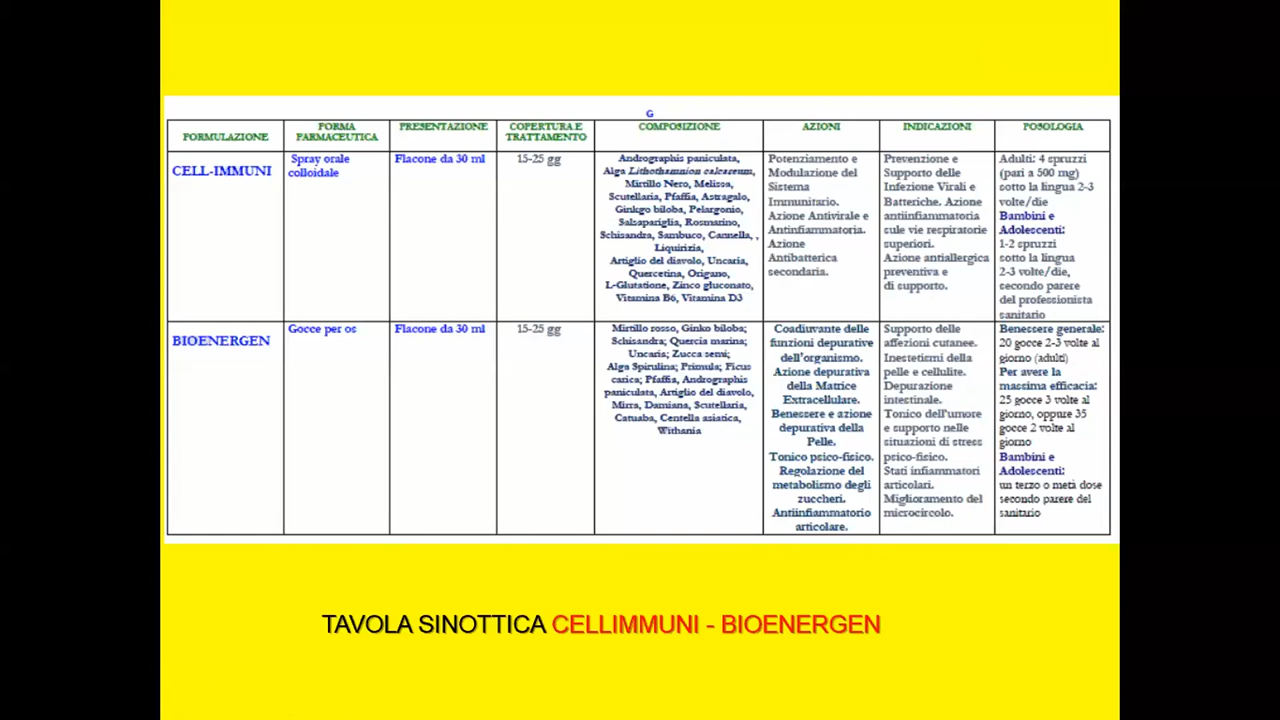 G
FORMULAZIONE
FORMA
FARMACEUTICA
PRESENTAZIONE
COPERTURA E
TRATTAMENTO
COMPOSIZIONE
AZIONI
INDICAZIONI
POSOLOGIA
CELL-IMMUNI
Spray orale
colloidale
Flacone da 30 ml
15-25 gg
Andrographis paniculata,
Alga Lithothamnion calcareum,
Mirtillo Nero, Melissa,
Scutellaria, Pfaffia, Astragalo,
Ginkgo biloba, Pelargonio,
Salsapariglia, Rosmarino,
Schisandra, Sambuco, Cannella, ,
Liquirizia,
Artiglio del diavolo, Uncaria,
Quercetina, Origano,
L-Glutatione, Zinco gluconato,
Vitamina B6, Vitamina D3
Potenziamento e
Modulazione del
Sistema
Immunitario.
Azione Antivirale e
Antinfiammatoria.
Azione
Antibatterica
secondaria.
Prevenzione e
Supporto delle
Infezione Virali e
Batteriche. Azione
antiinfiammatoria
sule vie respiratorie
superiori.
Azione antiallergica
preventiva e
di supporto.
Adulti: 4 spruzzi
(pari a 500 mg)
sotto la lingua 2-3
volte/die
Bambini e
Adolescenti:
1-2 spruzzi
sotto la lingua
2-3 volte/die,
secondo parere
del professionista
sanitario
BIOENERGEN
Gocce per os
Flacone da 30 ml
15-25 gg
Mirtillo rosso, Ginko biloba;
Schisandra; Quercia marina;
Uncaria; Zucca semi;
Alga Spirulina; Primula; Ficus
carica; Pfaffia, Andrographis
paniculata, Artiglio del diavolo,
Mirra, Damiana, Scutellaria,
Catuaba, Centella asiatica,
Withania
Coadiuvante delle
funzioni depurative
dell'organismo.
Azione depurativa
della Matrice
Extracellulare.
Benessere e azione
depurativa della
Pelle.
Tonico psico-fisico.
Regolazione del
metabolismo degli
zuccheri.
Antiinfiammatorio
articolare.
Supporto delle
affezioni cutanee.
Inestetismi della
pelle e cellulite.
Depurazione
intestinale.
Tonico dell'umore
e supporto nelle
situazioni di stress
psico-fisico.
Stati infiammatori
articolari.
Miglioramento del
microcircolo.
Benessere generale:
20 gocce 2-3 volte al
giorno (adulti)
Per avere la
massima efficacia:
25 gocce 3 volte al
giorno, oppure 35
gocce 2 volte al
giorno
Bambini e
Adolescenti:
un terzo o metà dose
secondo parere del
sanitario
TAVOLA SINOTTICA CELLIMMUNI - BIOENERGEN